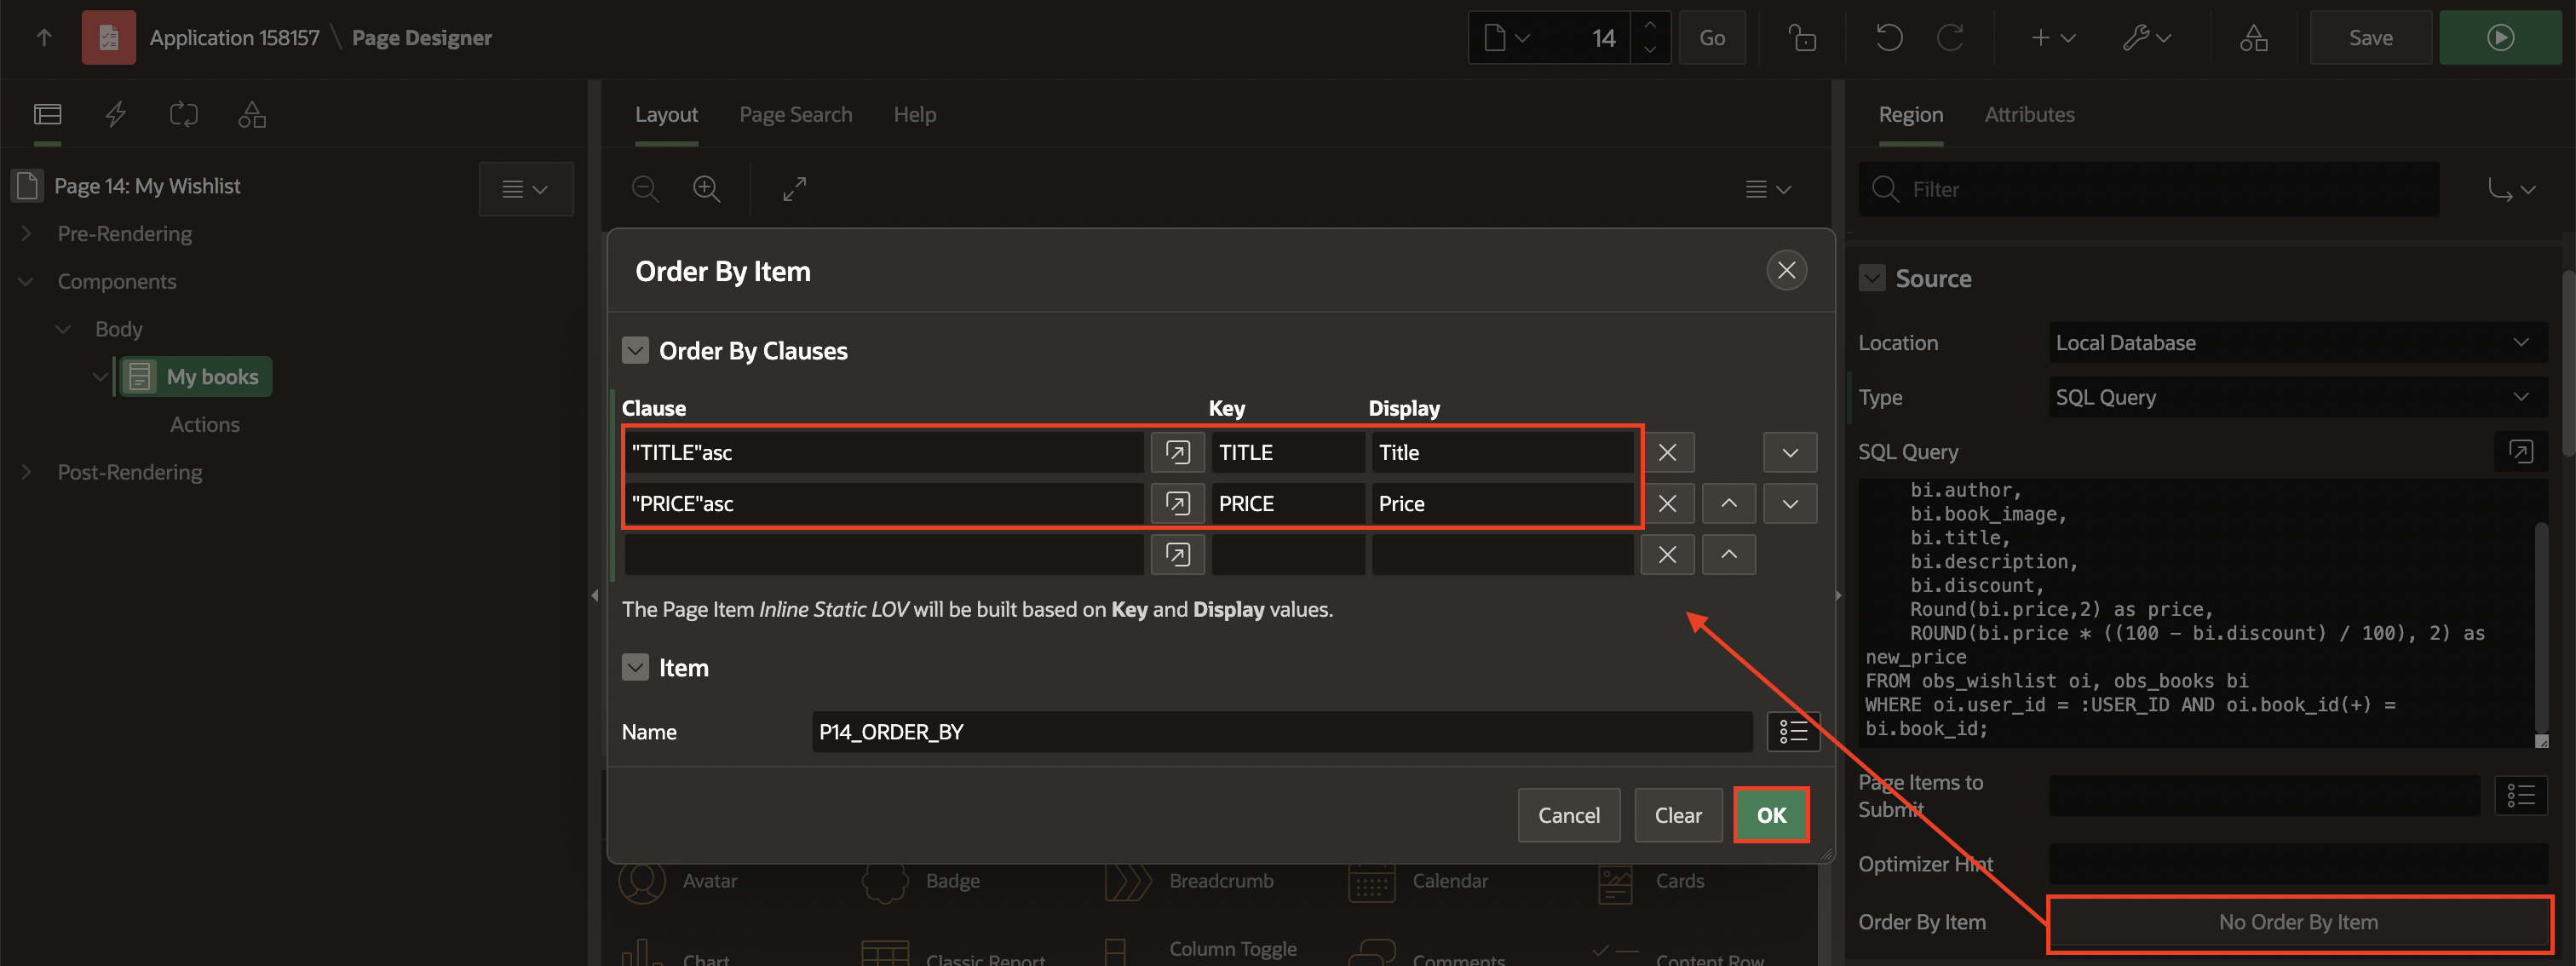 Application 158157 \ Page Designer
14
Go
Save
Page 14: My Wishlist
Pre-Rendering
Components
Body
My books
Actions
Post-Rendering
Layout
Page Search
Help
Order By Item
Order By Clauses
Clause Key Display
"TITLE"asc TITLE Title
"PRICE"asc PRICE Price
The Page Item Inline Static LOV will be built based on Key and Display values.
Item
Name P14_ORDER_BY
Cancel Clear OK
Avatar Badge Breadcrumb Calendar Cards
Chart Classic Report Column Toggle Comments Content Row
Region
Attributes
Filter
Source
Location Local Database
Type SQL Query
SQL Query
bi.author,
bi.book_image,
bi.title,
bi.description,
bi.discount,
Round(bi.price,2) as price,
ROUND(bi.price * ((100 - bi.discount) / 100), 2) as
new_price
FROM obs_wishlist oi, obs_books bi
WHERE oi.user_id = :USER_ID AND oi.book_id(+) =
bi.book_id;
Page Items to
Submit
Optimizer Hint
Order By Item No Order By Item